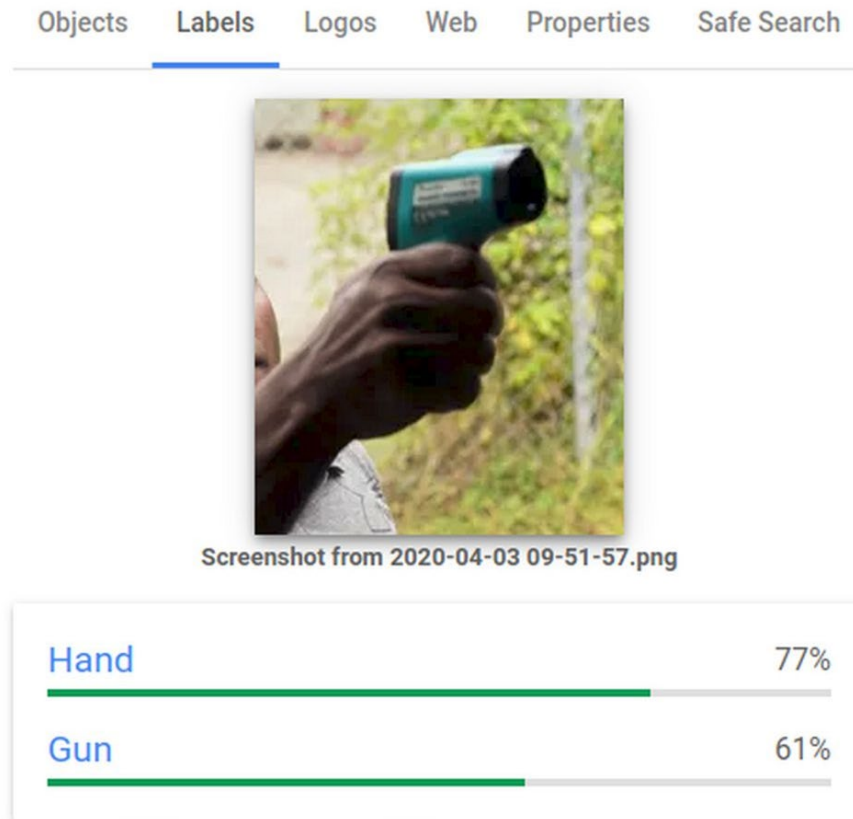 Objects Labels Logos Web Properties Safe Search
Screenshot from 2020-04-03 09-51-57.png
Hand 77%
Gun 61%